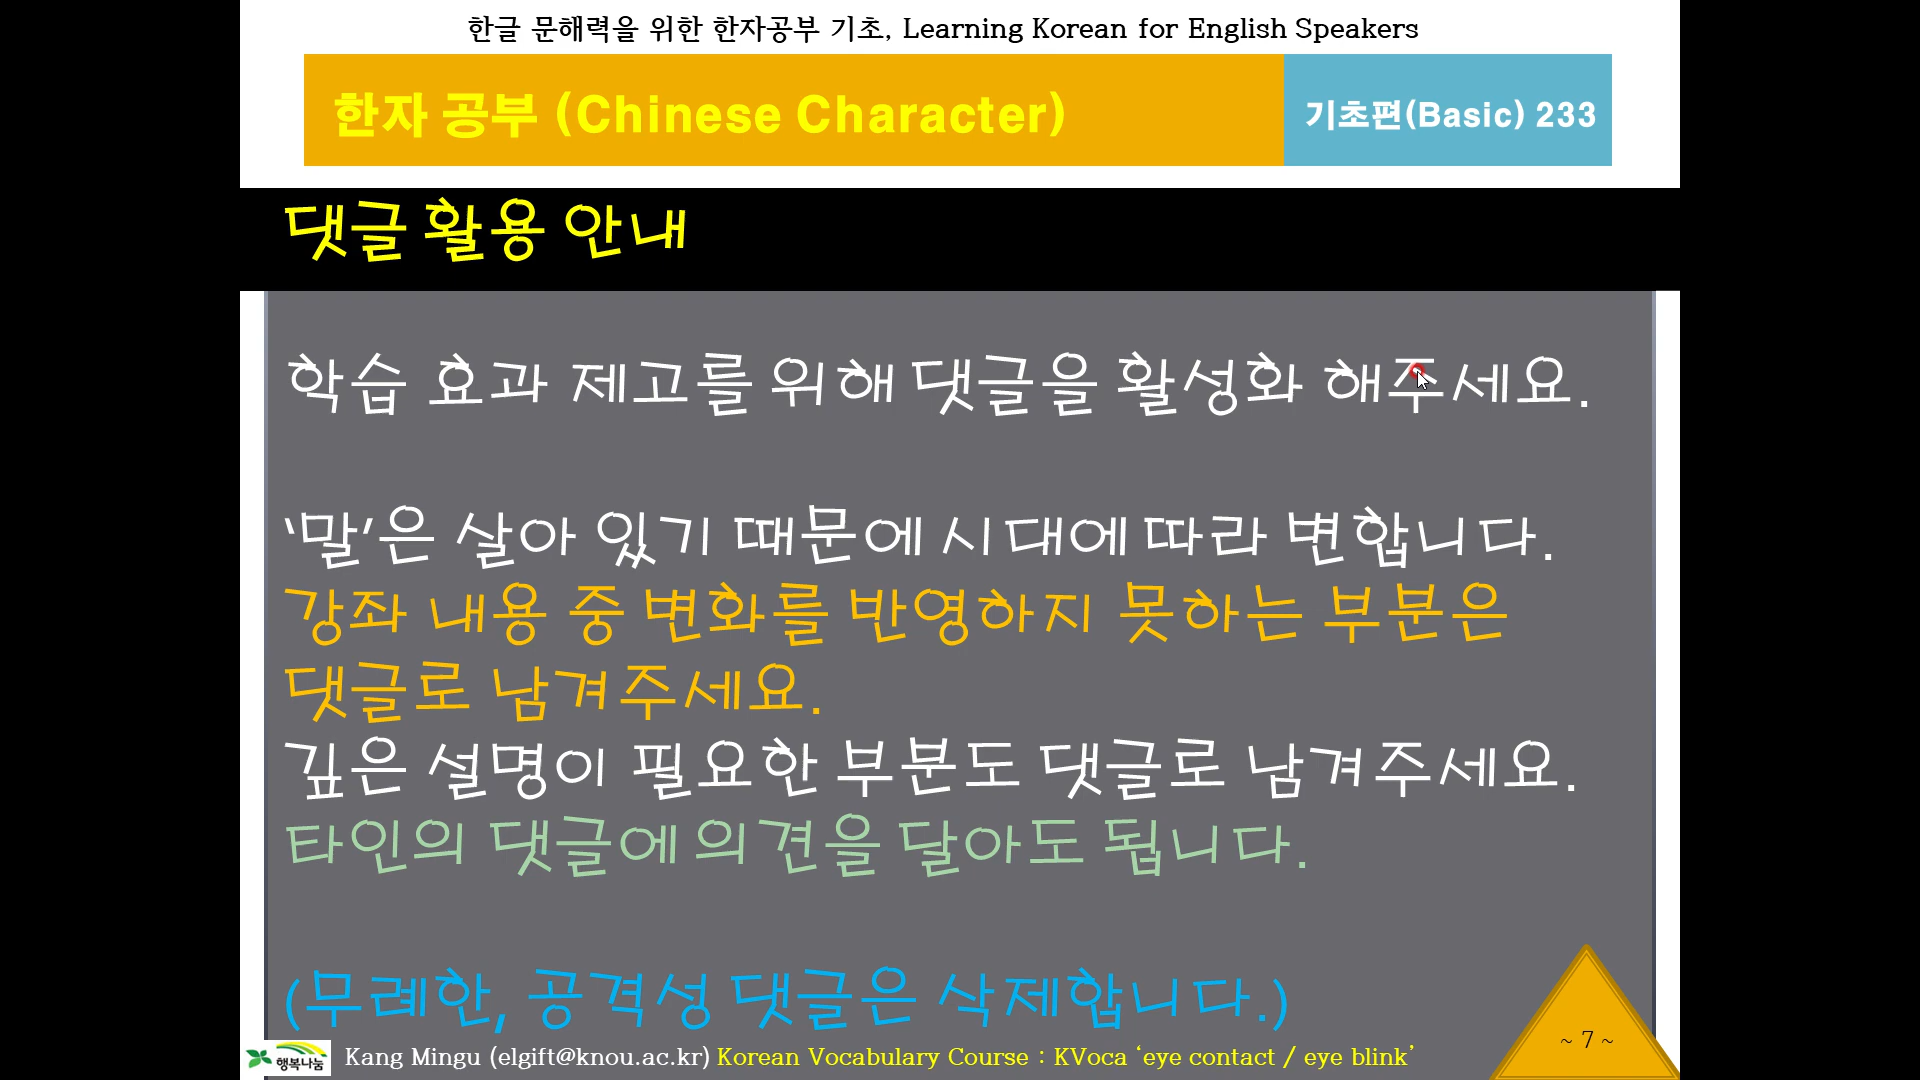 한글 문해력을 위한 한자공부 기초, Learning Korean for English Speakers
한자 공부 (Chinese Character)
기초편(Basic) 233
댓글 활용 안내
학습 효과 제고를 위해 댓글을 활성화 해주세요.
‘말’은 살아 있기 때문에 시대에 따라 변합니다.
강좌 내용 중 변화를 반영하지 못하는 부분은
댓글로 남겨주세요.
깊은 설명이 필요한 부분도 댓글로 남겨주세요.
타인의 댓글에 의견을 달아도 됩니다.
(무례한, 공격성 댓글은 삭제합니다.)
~ 7 ~
행복나눔
Kang Mingu (elgift@knou.ac.kr) Korean Vocabulary Course : KVoca ‘eye contact / eye blink’